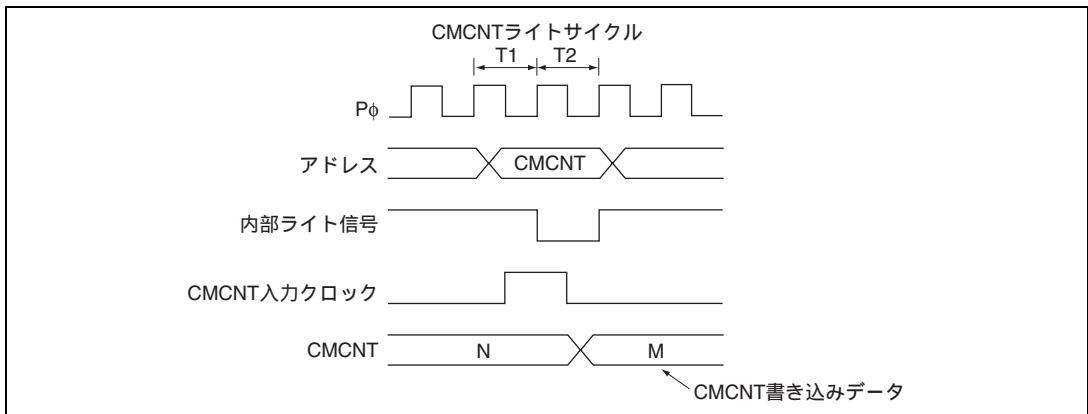 CMCNTライトサイクル
T1 T2
Pφ
アドレス CMCNT
内部ライト信号
CMCNT入力クロック
CMCNT N M
CMCNT書き込みデータ